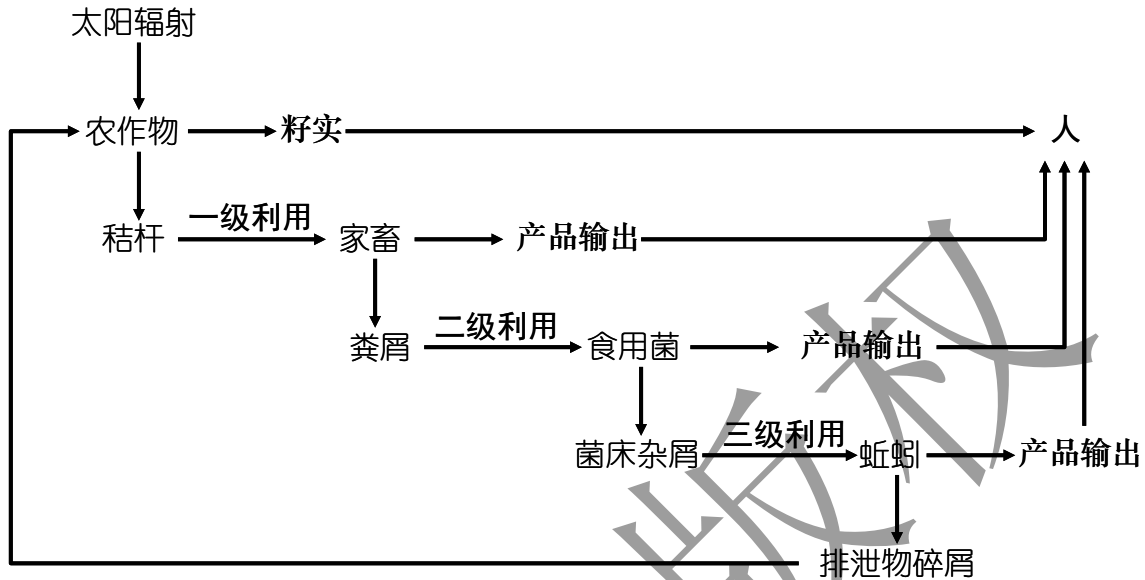 太阳辐射
农作物 籽实 人
秸杆 一级利用 家畜 产品输出
粪屑 二级利用 食用菌 产品输出
菌床杂屑 三级利用 蚯蚓 产品输出
排泄物碎屑
版权